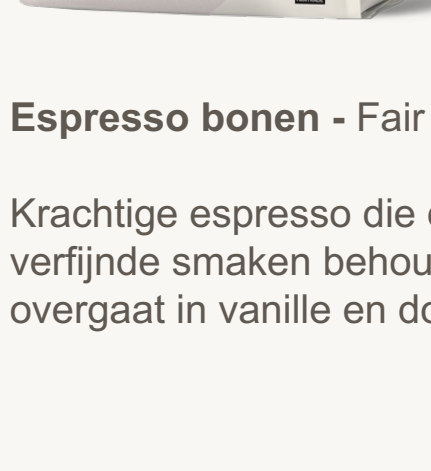 Espresso bonen - Fair
Krachtige espresso die
verfijnde smaken behou
overgaat in vanille en do